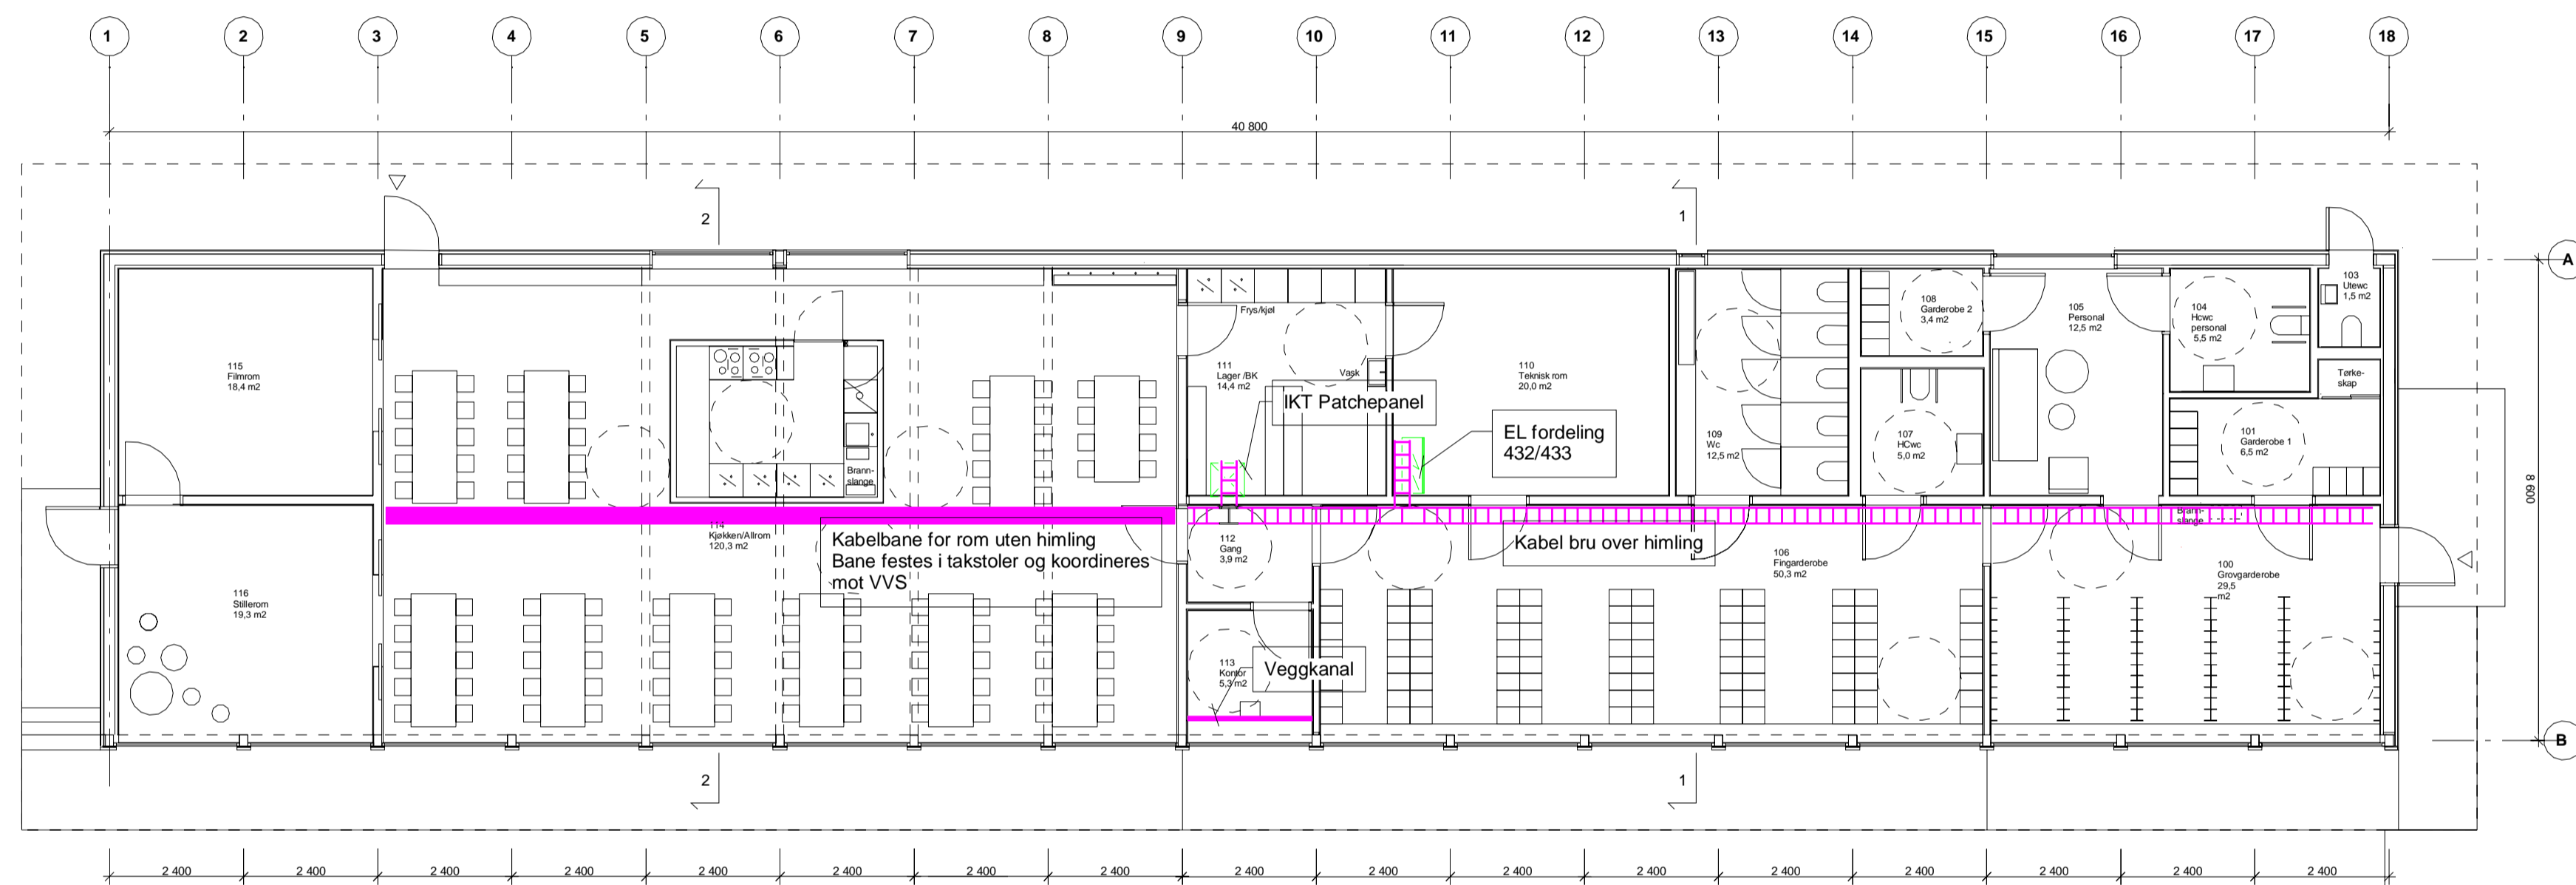 1 2 3 4 5 6 7 8 9 10 11 12 13 14 15 16 17 18
40 800
2
1
A
103
Utewc
1,5 m2
108
Garderobe 2
3,4 m2
105
Personal
12,5 m2
104
Hcwc
personal
5,5 m2
Frys/kjøl
115
Filmrom
18,4 m2
111
Lager /BK
14,4 m2
Vask
110
Teknisk rom
20,0 m2
Tørke-
skap
IKT Patchepanel
EL fordeling
432/433
109
Wc
12,5 m2
107
HCwc
5,0 m2
101
Garderobe 1
6,5 m2
Brann-
slange
8 600
Brann-
slange
114
Kjøkken/Allrom
120,3 m2
Kabelbane for rom uten himling
Bane festes i takstoler og koordineres
mot VVS
112
Gang
3,9 m2
Kabel bru over himling
106
Fingarderobe
50,3 m2
100
Grovgarderobe
29,5
m2
116
Stillerom
19,3 m2
113
Kontor
5,3 m2
Veggkanal
B
2
1
2 400 2 400 2 400 2 400 2 400 2 400 2 400 2 400 2 400 2 400 2 400 2 400 2 400 2 400 2 400 2 400 2 400